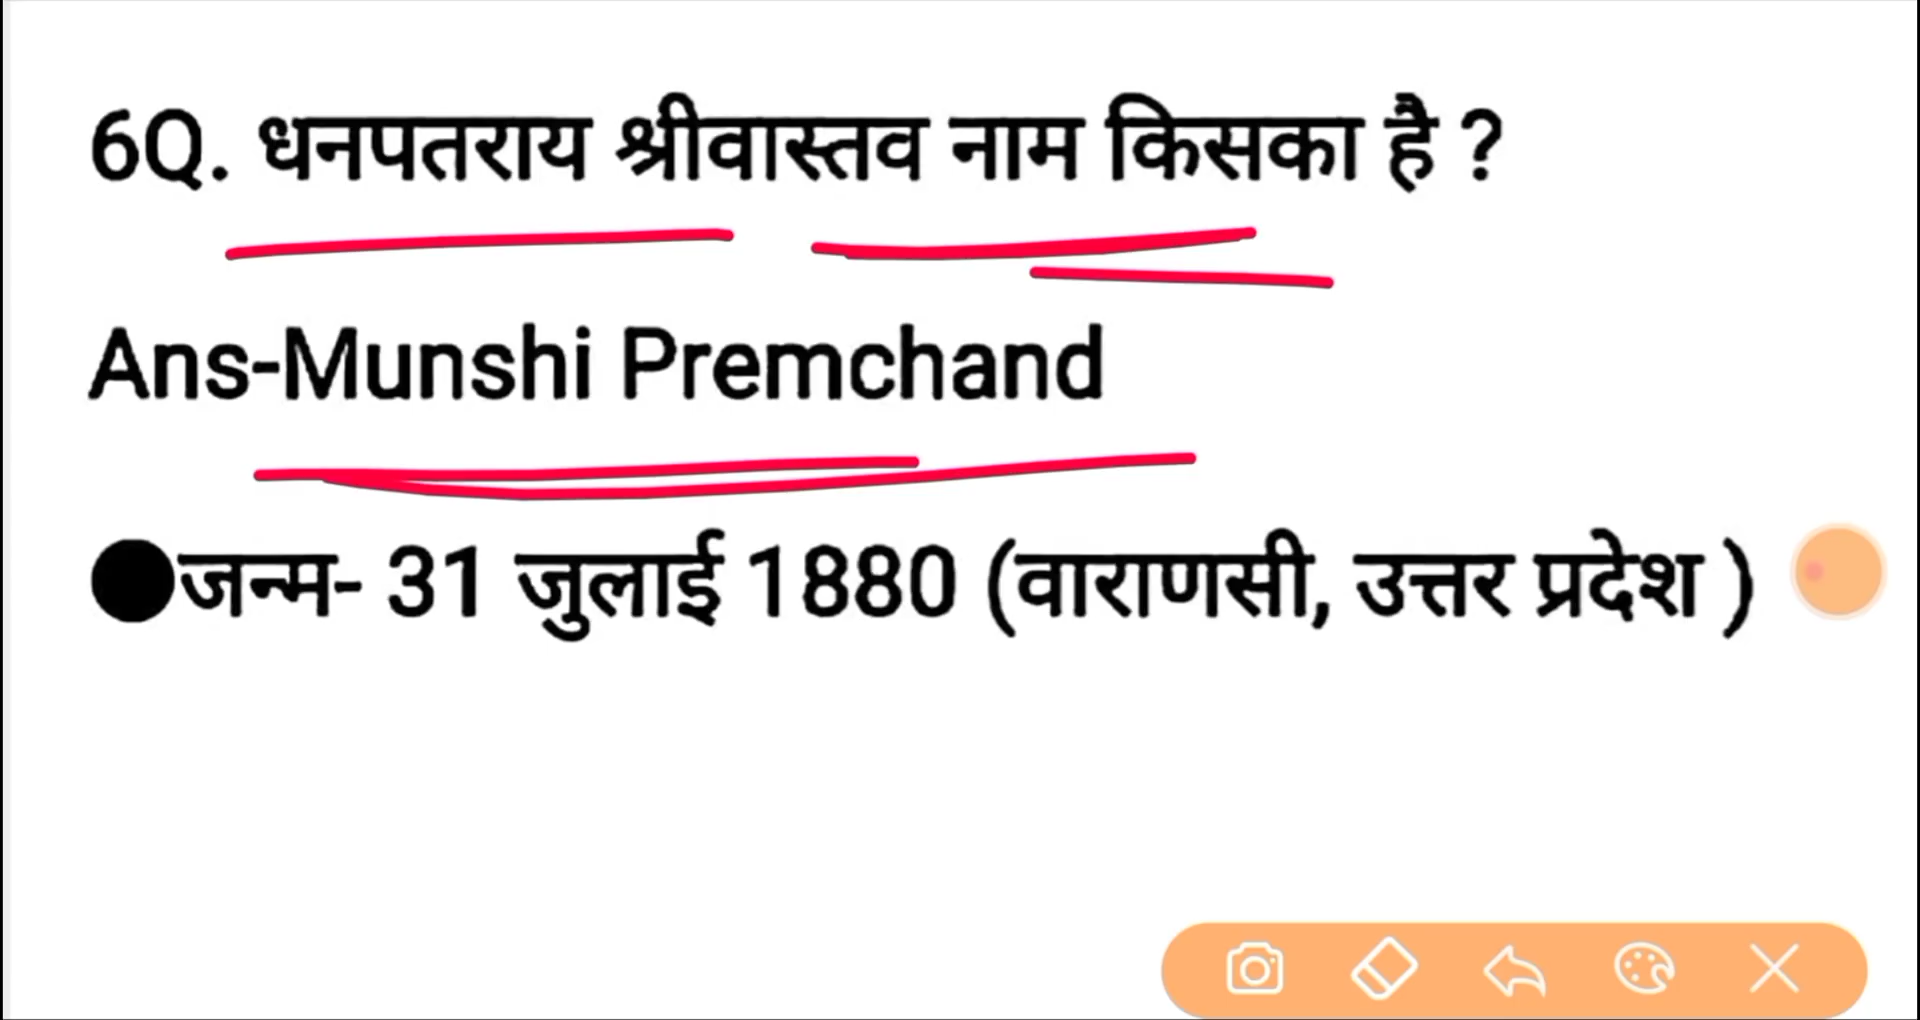 6Q. धनपतराय श्रीवास्तव नाम किसका है ?
Ans-Munshi Premchand
●जन्म- 31 जुलाई 1880 (वाराणसी, उत्तर प्रदेश )